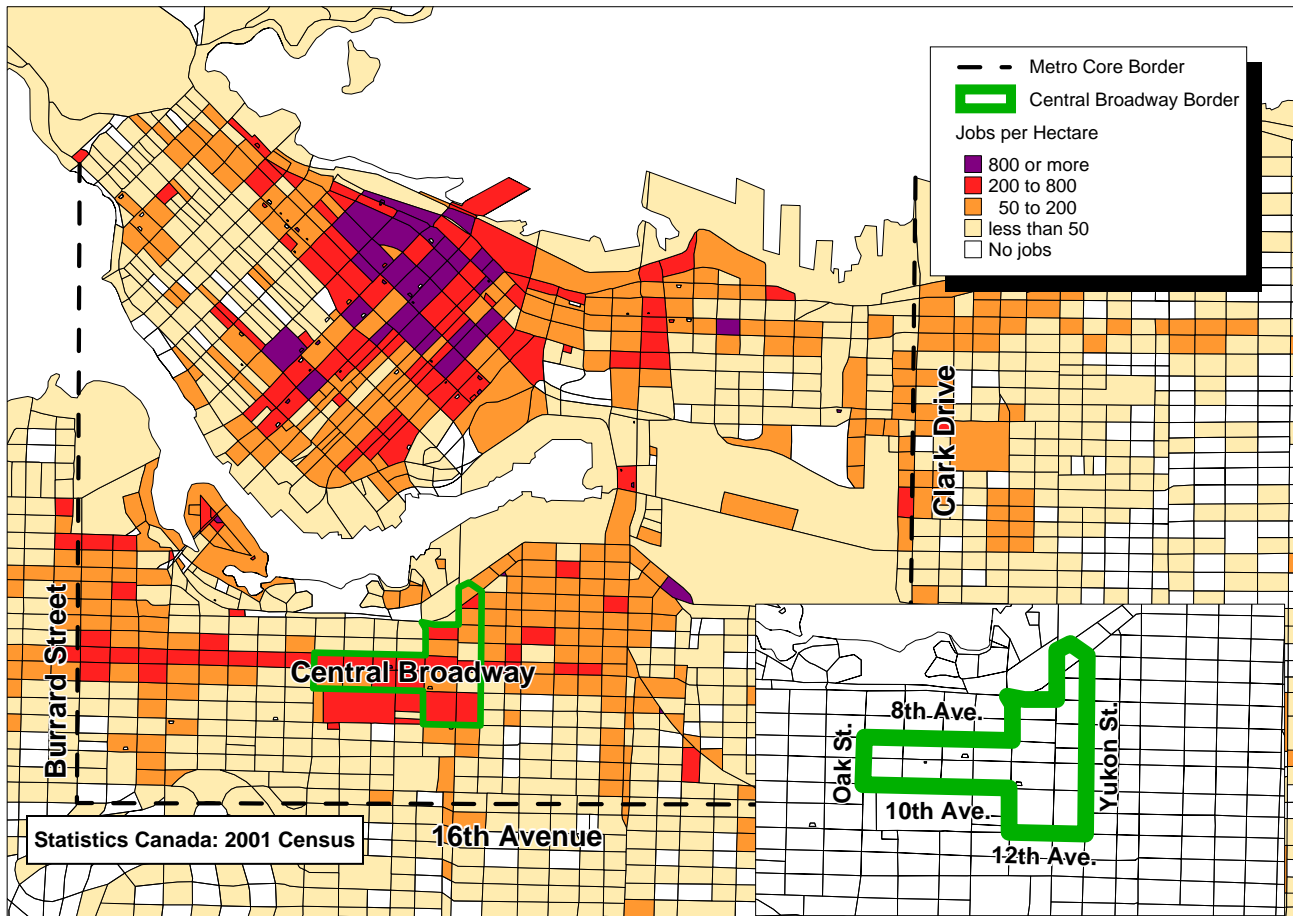 Metro Core Border
Central Broadway Border
Jobs per Hectare
800 or more
200 to 800
50 to 200
less than 50
No jobs
Clark Drive
Burrard Street
Central Broadway
16th Avenue
Statistics Canada: 2001 Census
8th Ave.
Oak St.
Yukon St.
10th Ave.
12th Ave.